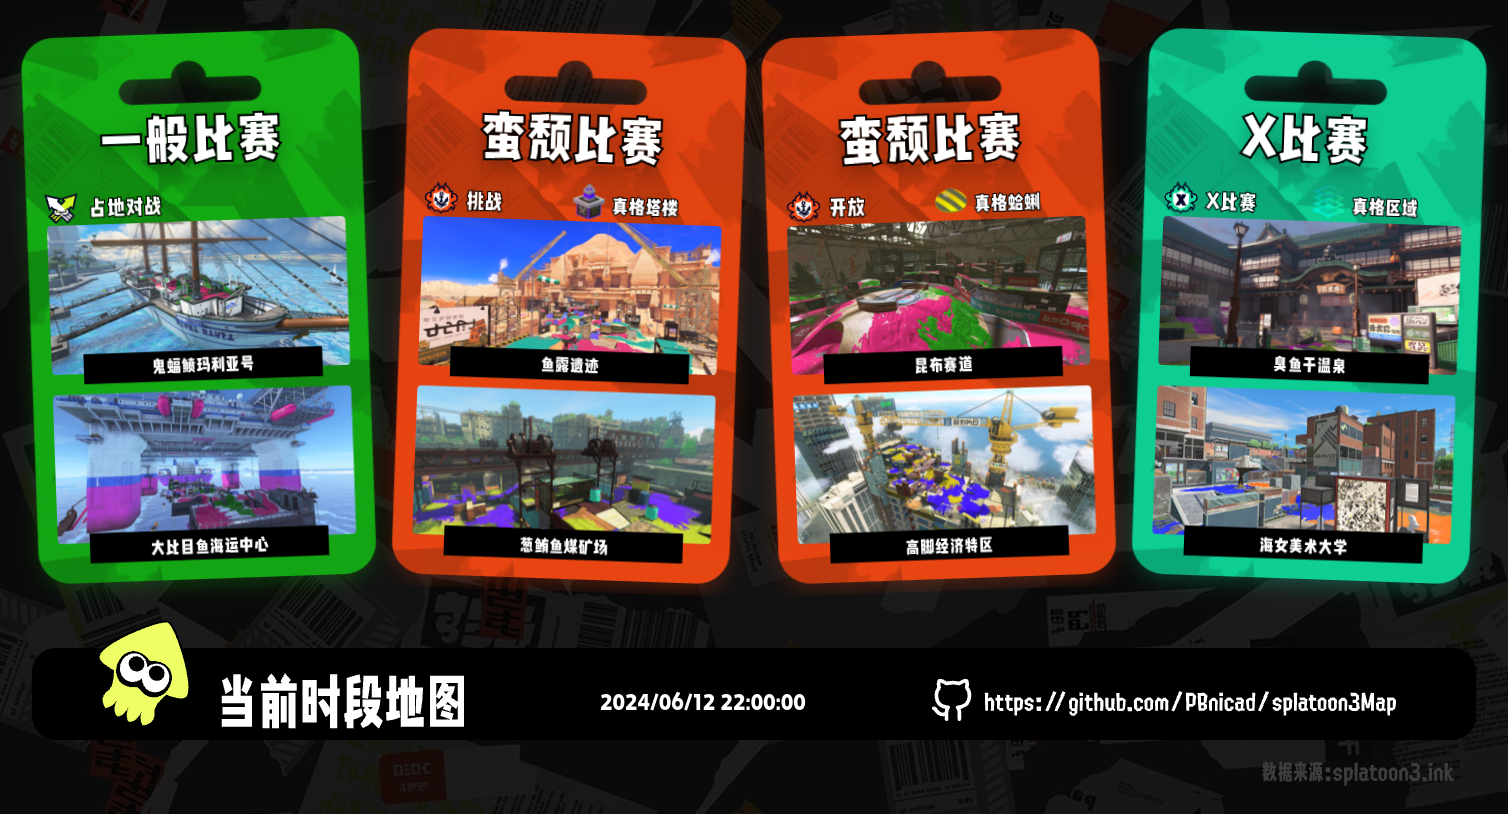 一般比赛
占地对战
鬼蝠鲼玛利亚号
大比目鱼海运中心
蛮颓比赛
挑战
真格塔楼
鱼露遗迹
葱鲔鱼煤矿场
蛮颓比赛
开放
真格蛤蜊
昆布赛道
高脚经济特区
X比赛
X比赛
真格区域
臭鱼干温泉
海女美术大学
当前时段地图
2024/06/12 22:00:00
https://github.com/PBnicad/splatoon3Map
数据来源:splatoon3.ink